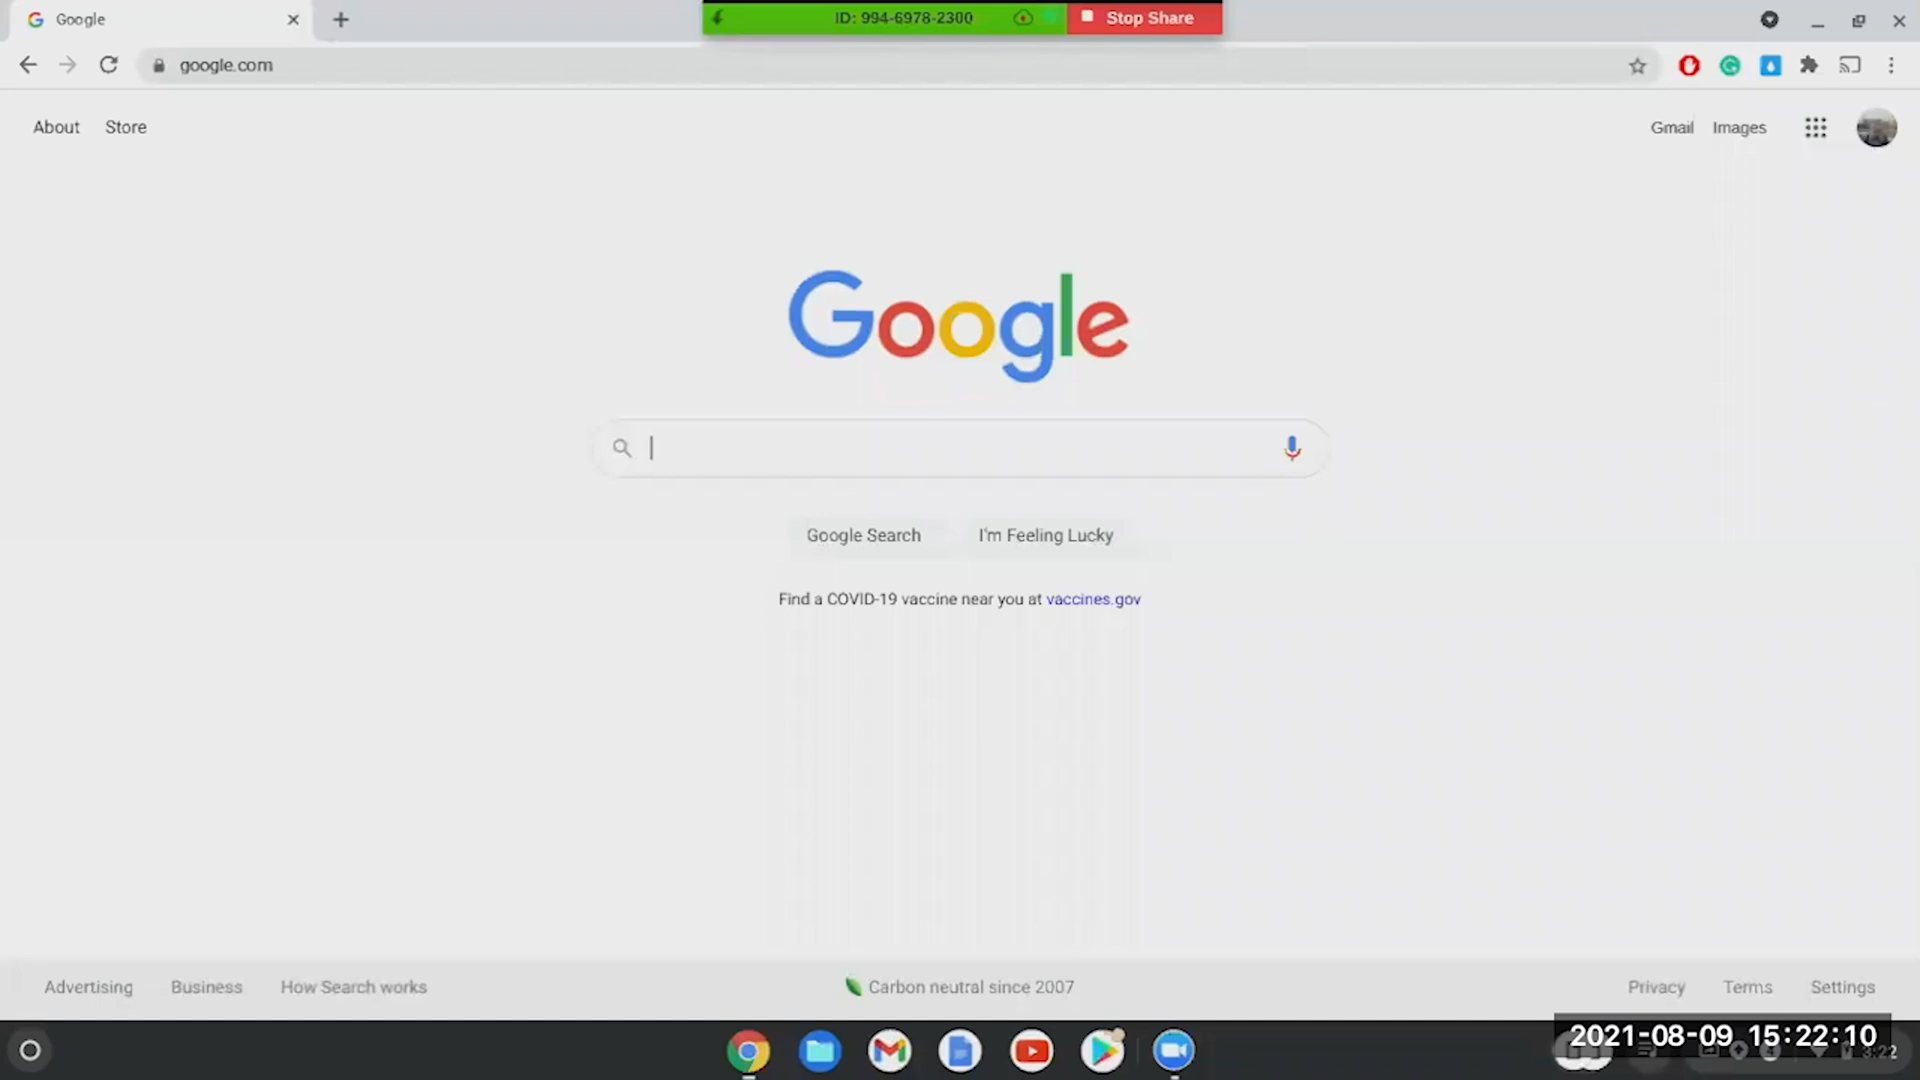 Google
ID: 994-6978-2300
Stop Share
google.com
About Store
Gmail Images
Google
Google Search I'm Feeling Lucky
Find a COVID-19 vaccine near you at vaccines.gov
Advertising Business How Search works
Carbon neutral since 2007
Privacy Terms Settings
2021-08-09 15:22:10
3:22